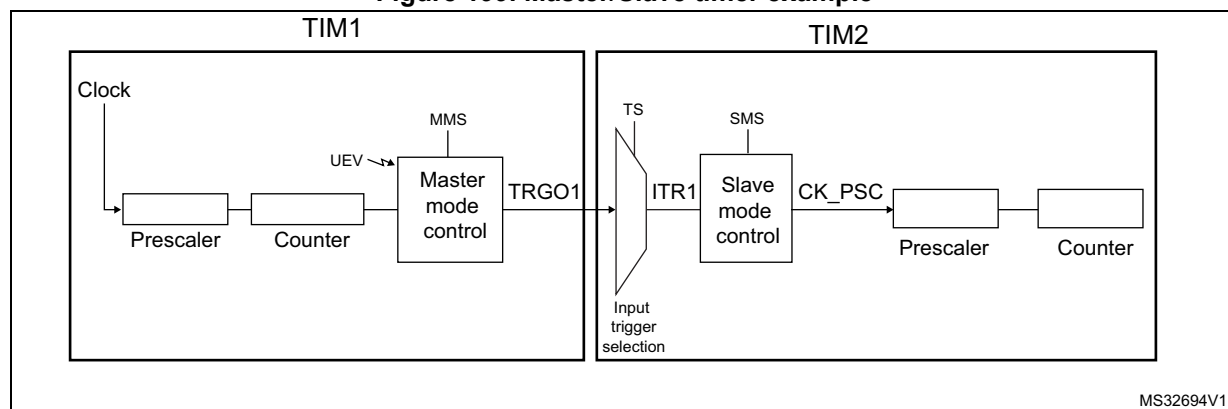 TIM1
TIM2
Clock
MMS
UEV
Master
mode
control
TRGO1
Prescaler
Counter
TS
ITR1
SMS
Slave
mode
control
CK_PSC
Prescaler
Counter
Input
trigger
selection
MS32694V1